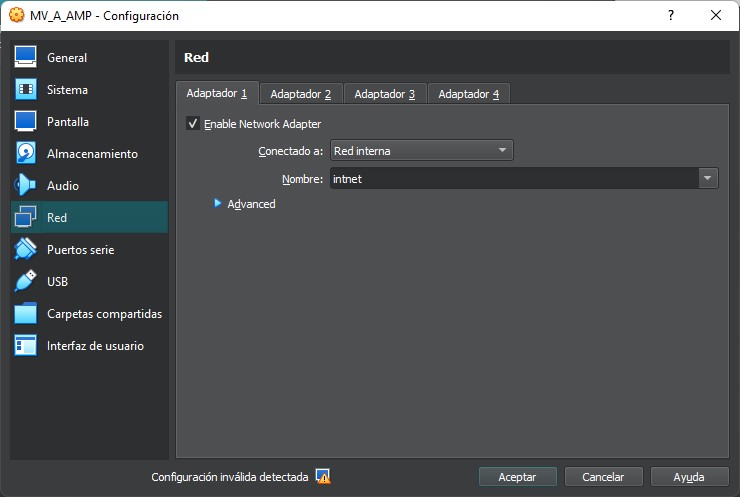 MV_A_AMP - Configuración
?
General
Sistema
Pantalla
Almacenamiento
Audio
Red
Puertos serie
USB
Carpetas compartidas
Interfaz de usuario
Red
Adaptador 1 Adaptador 2 Adaptador 3 Adaptador 4
Enable Network Adapter
Conectado a: Red interna
Nombre: intnet
Advanced
Configuración inválida detectada
Aceptar Cancelar Ayuda